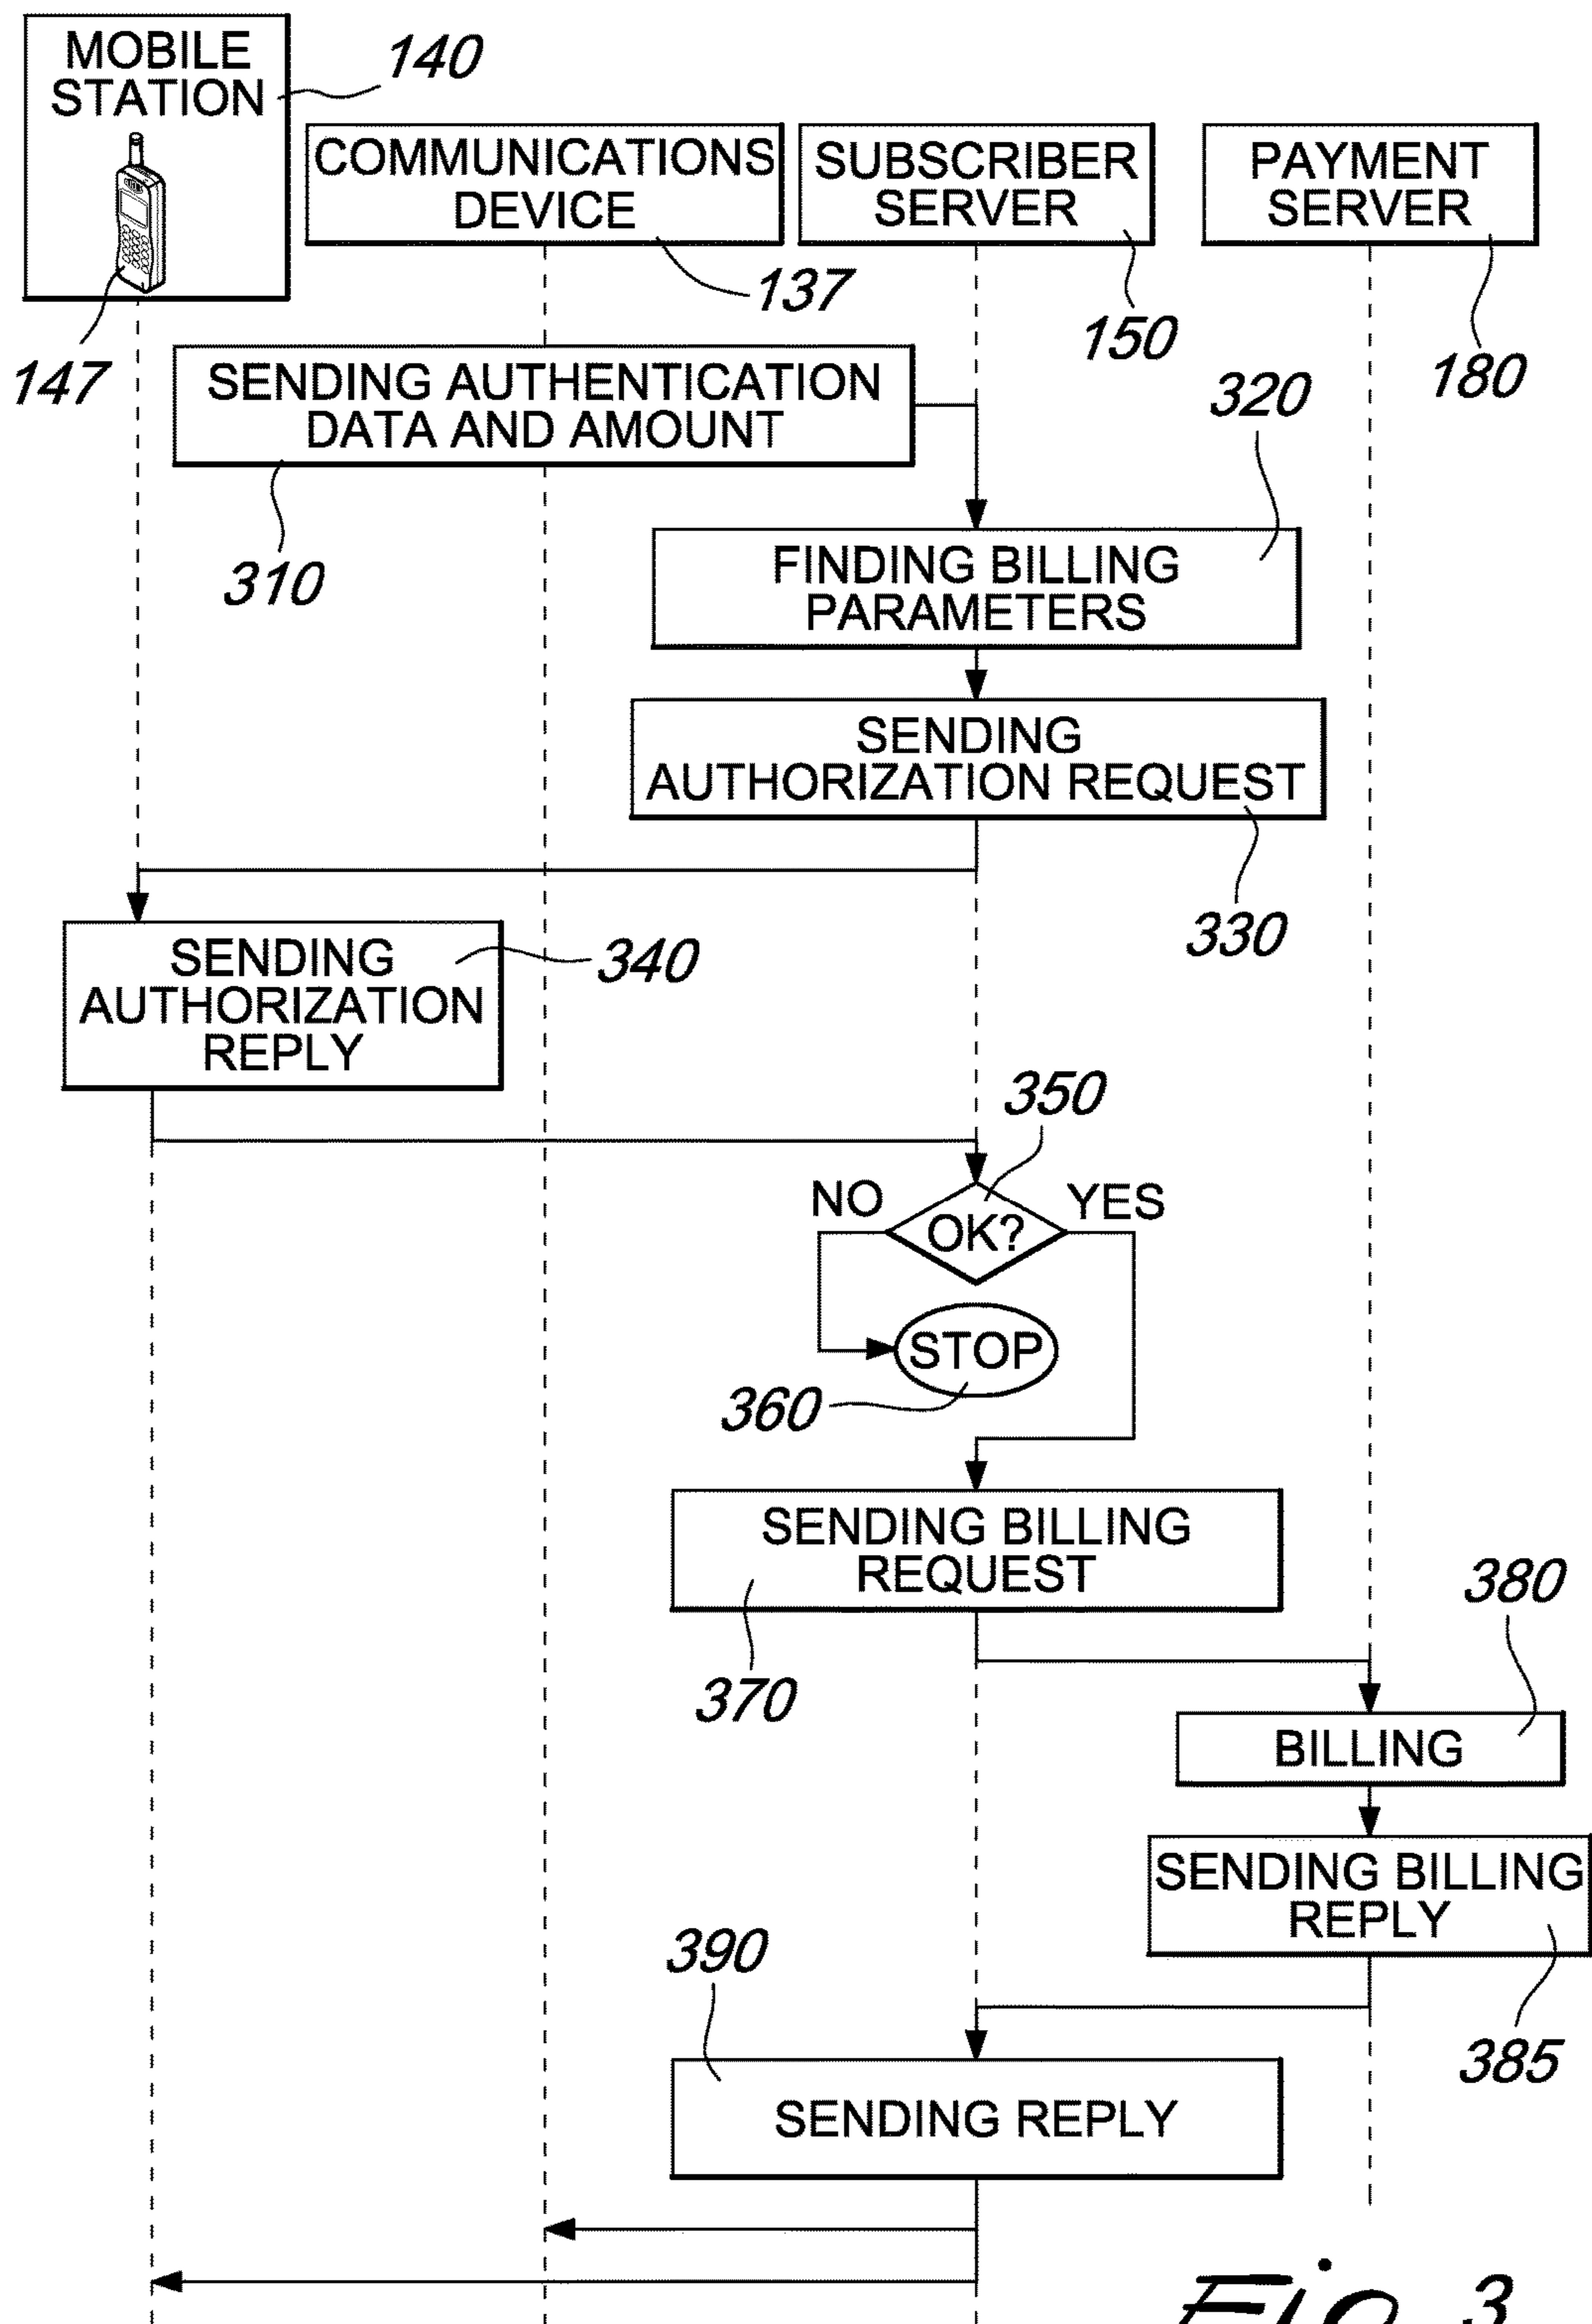 MOBILE
STATION
140
COMMUNICATIONS
DEVICE
SUBSCRIBER
SERVER
PAYMENT
SERVER
137
150
180
147
SENDING AUTHENTICATION
DATA AND AMOUNT
320
310
FINDING BILLING
PARAMETERS
SENDING
AUTHORIZATION REQUEST
330
SENDING
AUTHORIZATION
REPLY
340
350
NO
YES
OK?
STOP
360
SENDING BILLING
REQUEST
380
370
BILLING
SENDING BILLING
REPLY
390
385
SENDING REPLY
Fig. 3